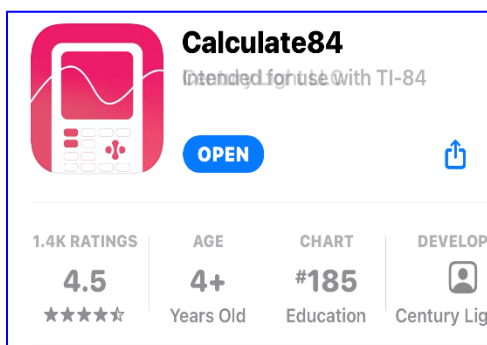 Calculate84
Intended for use with TI-84
OPEN
1.4K RATINGS
AGE
CHART
DEVELOP
4.5
4+
#185
Years Old
Education
Century Lig